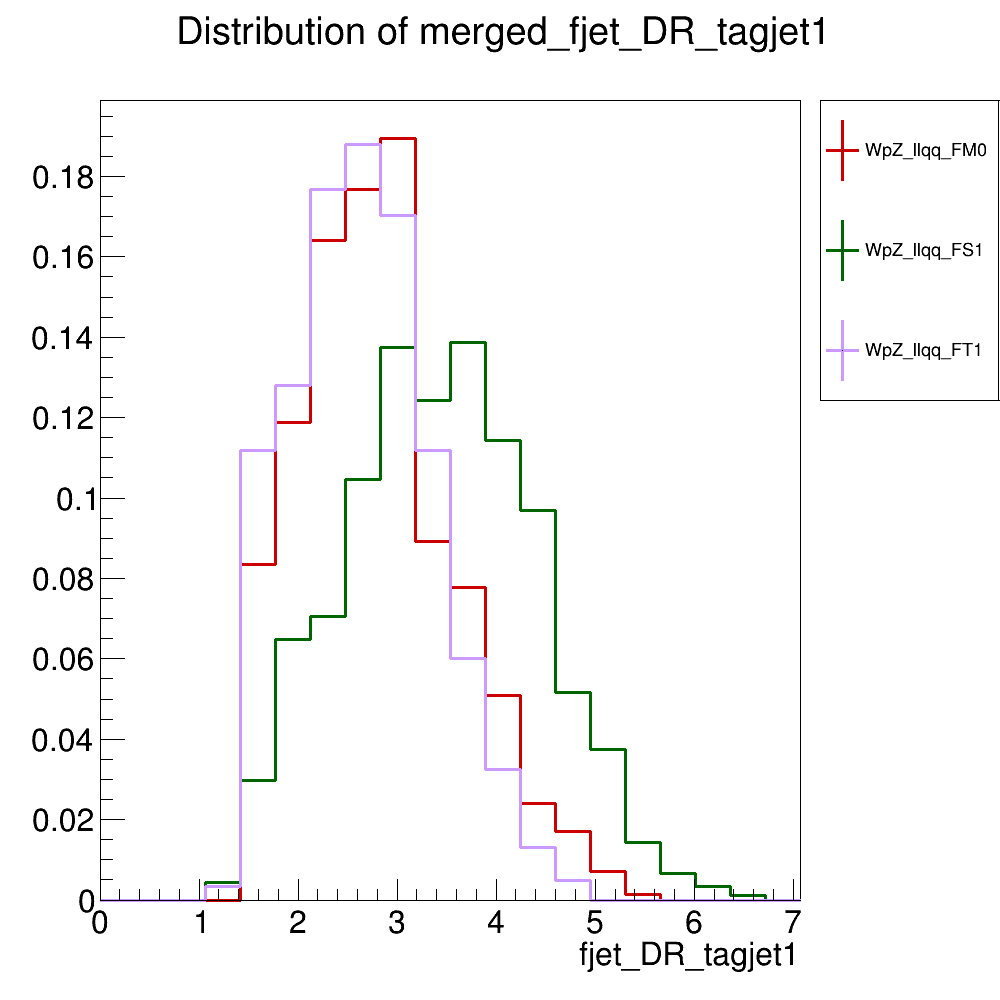 Distribution of merged_fjet_DR_tagjet1
WpZ_llqq_FM0
WpZ_llqq_FS1
WpZ_llqq_FT1
0.18
0.16
0.14
0.12
0.1
0.08
0.06
0.04
0.02
0
0 1 2 3 4 5 6 7
fjet_DR_tagjet1